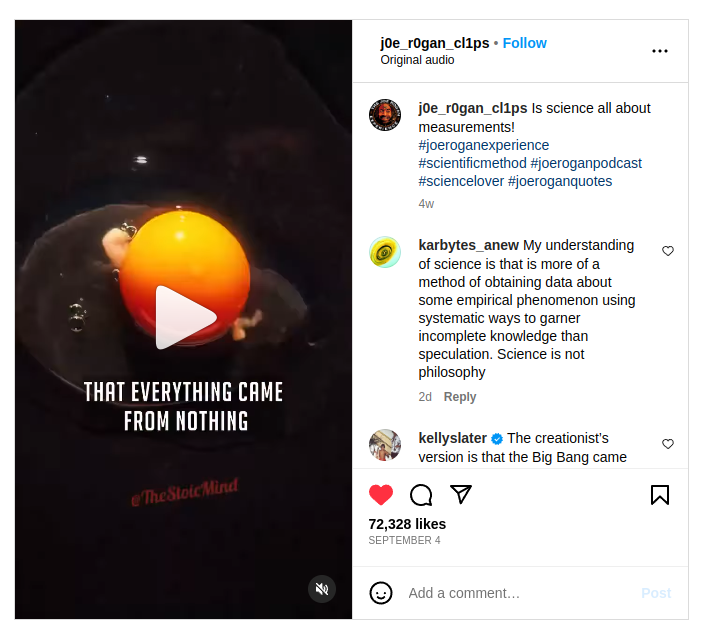 j0e_r0gan_cl1ps • Follow
Original audio
THAT EVERYTHING CAME
FROM NOTHING
@TheStoicMind
j0e_r0gan_cl1ps Is science all about
measurements!
#joeroganexperience
#scientificmethod #joeroganpodcast
#sciencelover #joeroganquotes
4w
karbytes_anew My understanding
of science is that is more of a
method of obtaining data about
some empirical phenomenon using
systematic ways to garner
incomplete knowledge than
speculation. Science is not
philosophy
2d Reply
kellyslater The creationist’s
version is that the Big Bang came
72,328 likes
SEPTEMBER 4
Add a comment…
Post